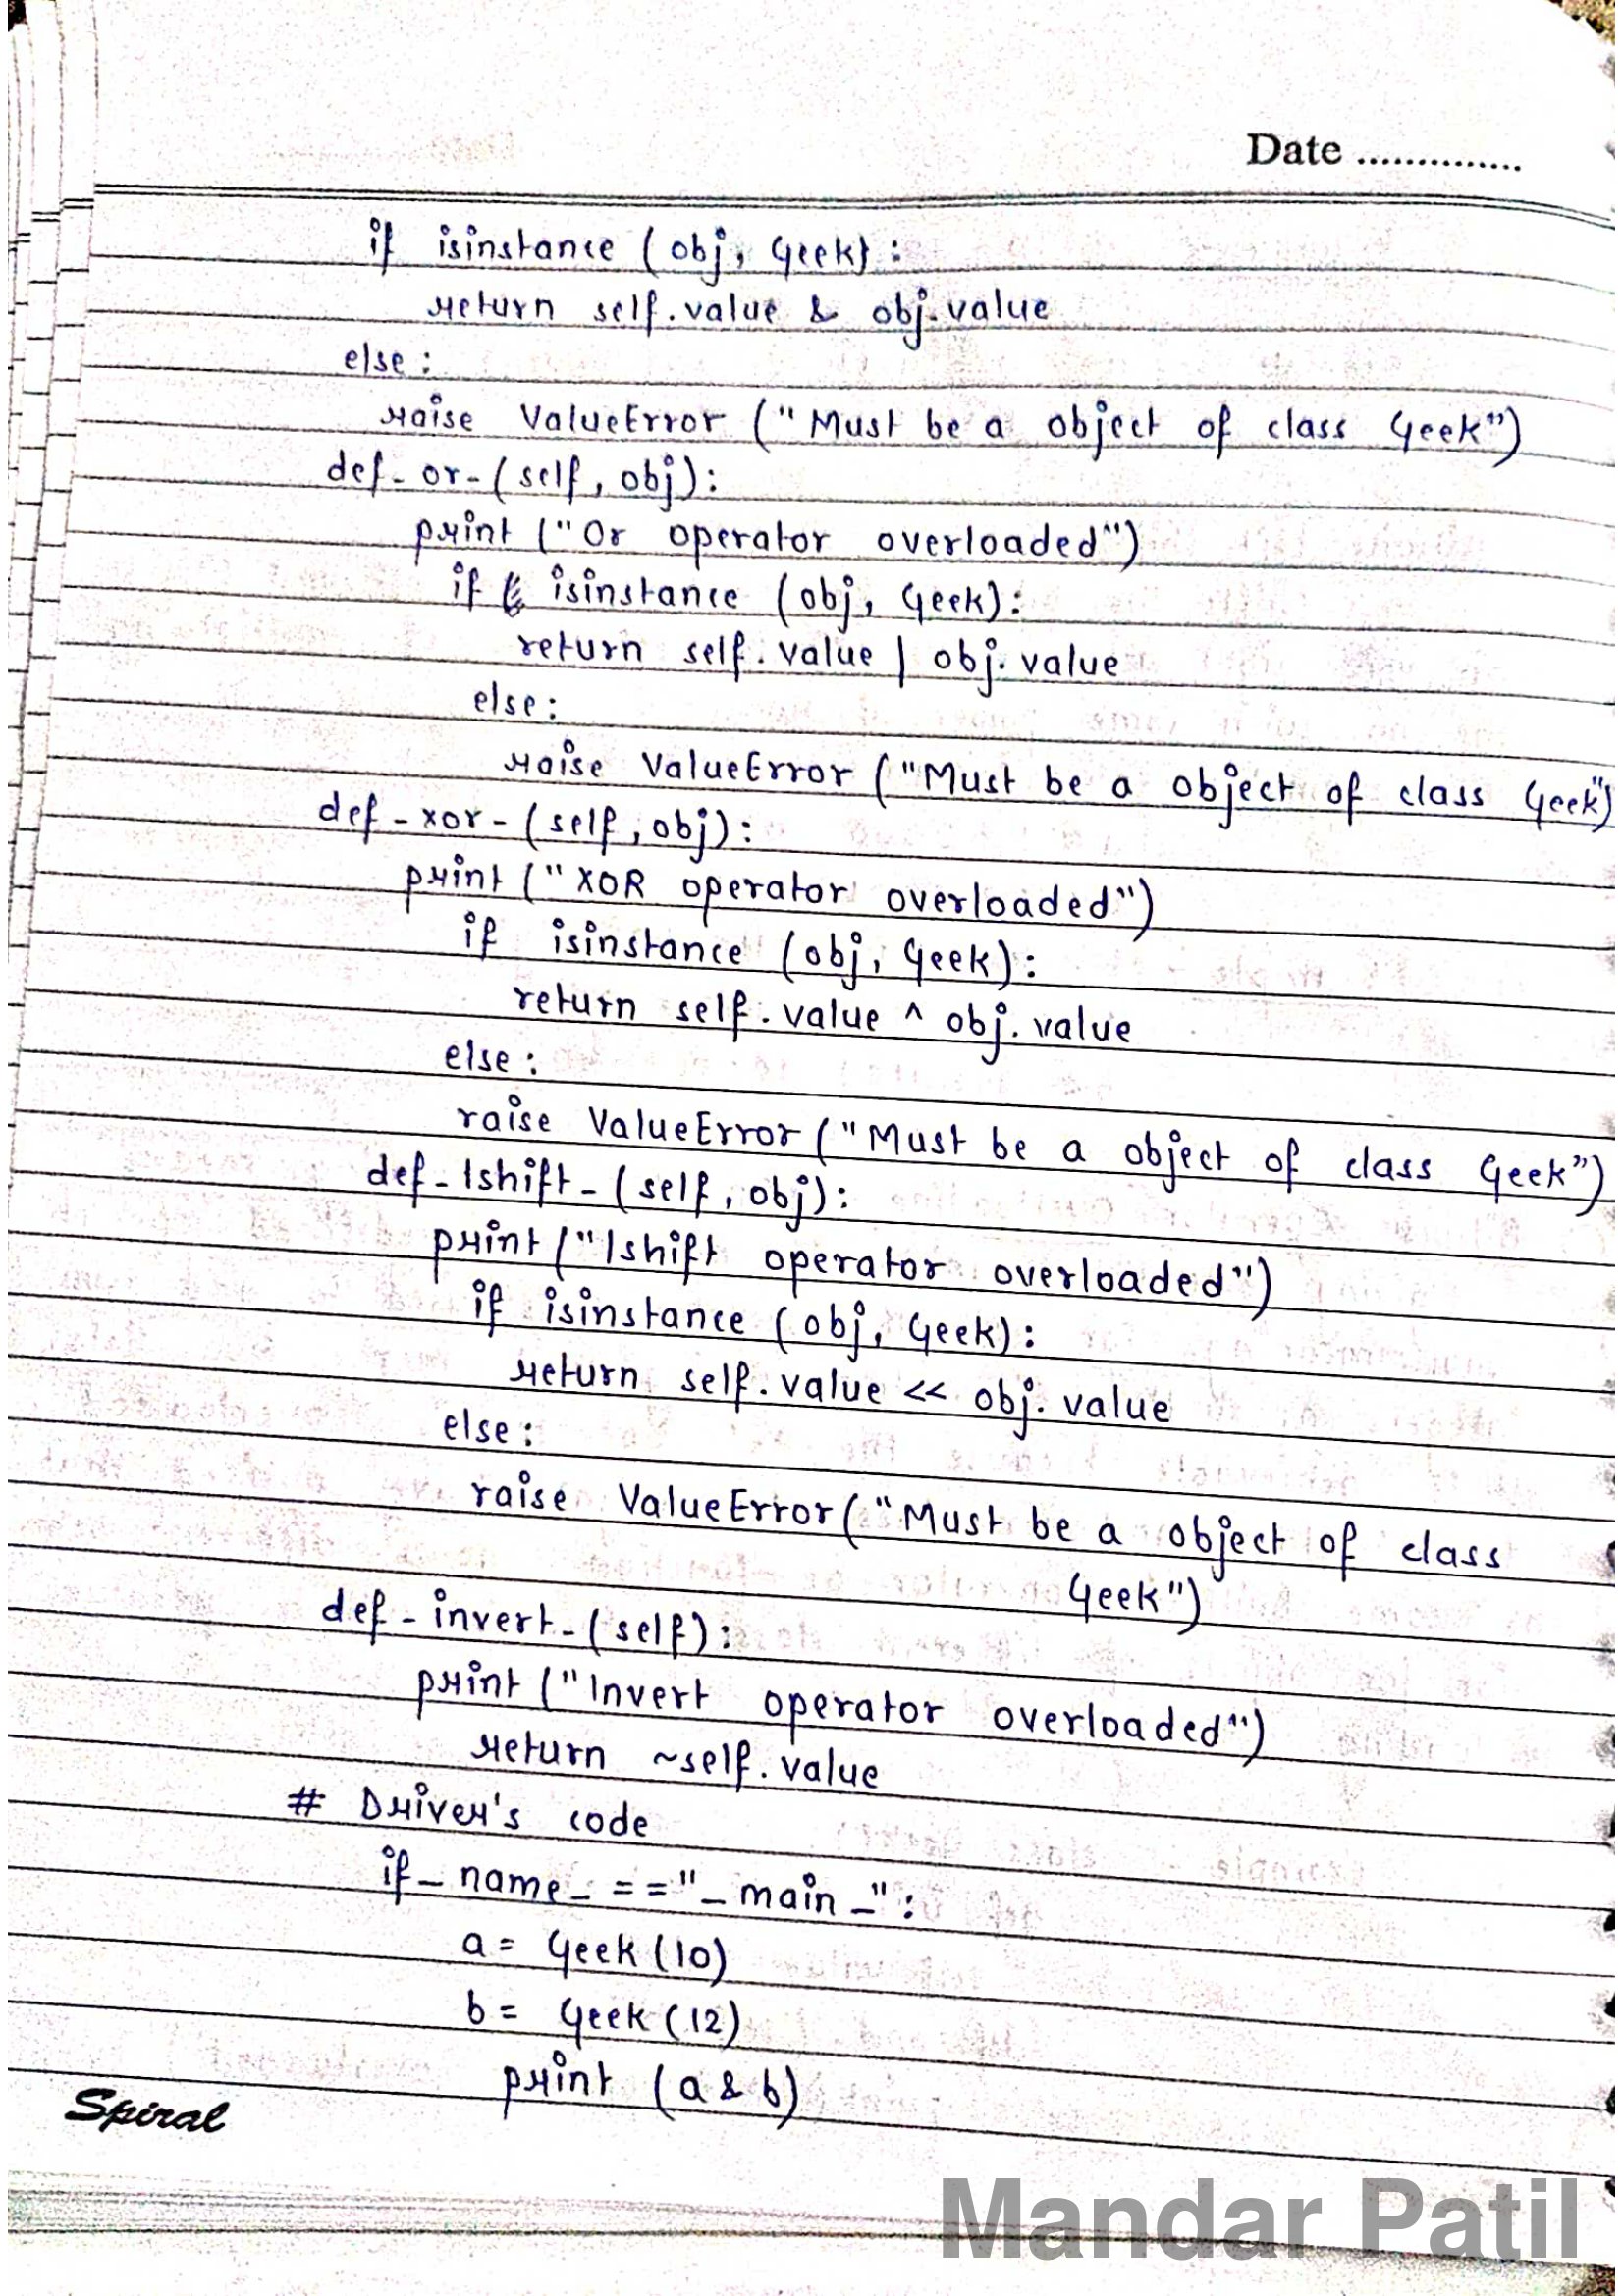 Date ...............
if isinstance (obj, Geek):
return self.value & obj.value
else:
raise ValueError ("Must be a object of class Geek")
def_or_(self, obj):
print ("Or operator overloaded")
if isinstance (obj, Geek):
return self.value | obj.value
else:
raise ValueError ("Must be a object of class Geek")
def_xor_(self, obj):
print ("XOR operator overloaded")
if isinstance (obj, Geek):
return self.value ^ obj.value
else:
raise ValueError ("Must be a object of class Geek")
def_lshift_(self, obj):
print ("lshift operator overloaded")
if isinstance (obj, Geek):
return self.value << obj.value
else:
raise ValueError ("Must be a object of class
Geek")
def_invert_(self):
print ("Invert operator overloaded")
return ~self.value
# Driver's code
if_name_=="_main_":
a= Geek (10)
b= Geek (12)
print (a & b)
Spiral
Mandar Patil